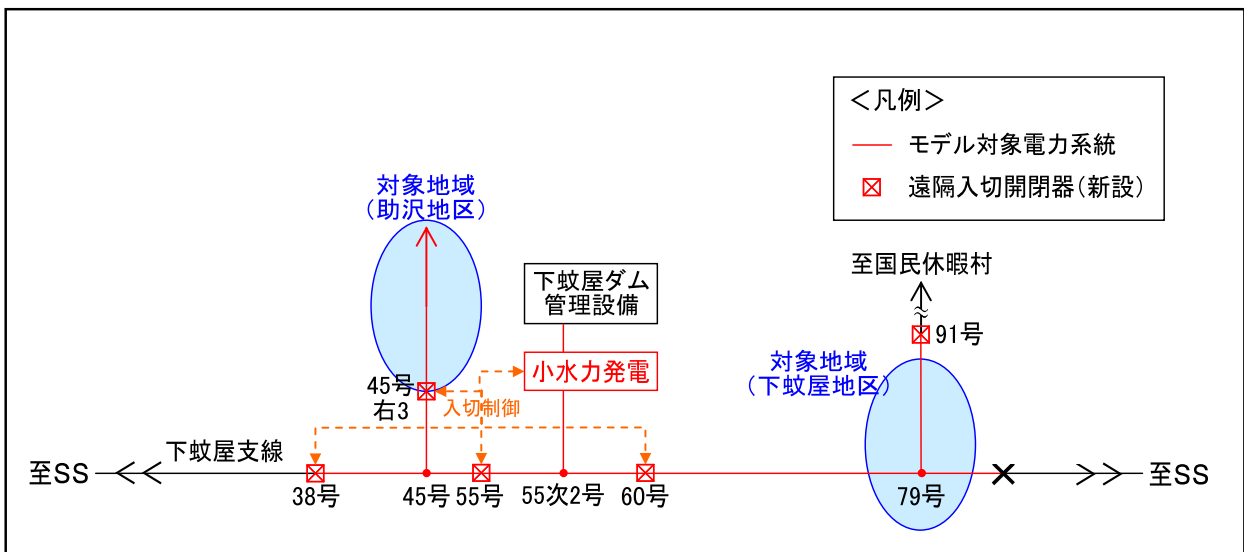 ＜凡例＞
モデル対象電力系統
遠隔入切開閉器（新設）
対象地域
（助沢地区）
下蚊屋ダム
管理設備
小水力発電
至国民休暇村
91号
対象地域
（下蚊屋地区）
45号
右3
入切制御
下蚊屋支線
至SS
38号
45号
55号
55次2号
60号
79号
至SS